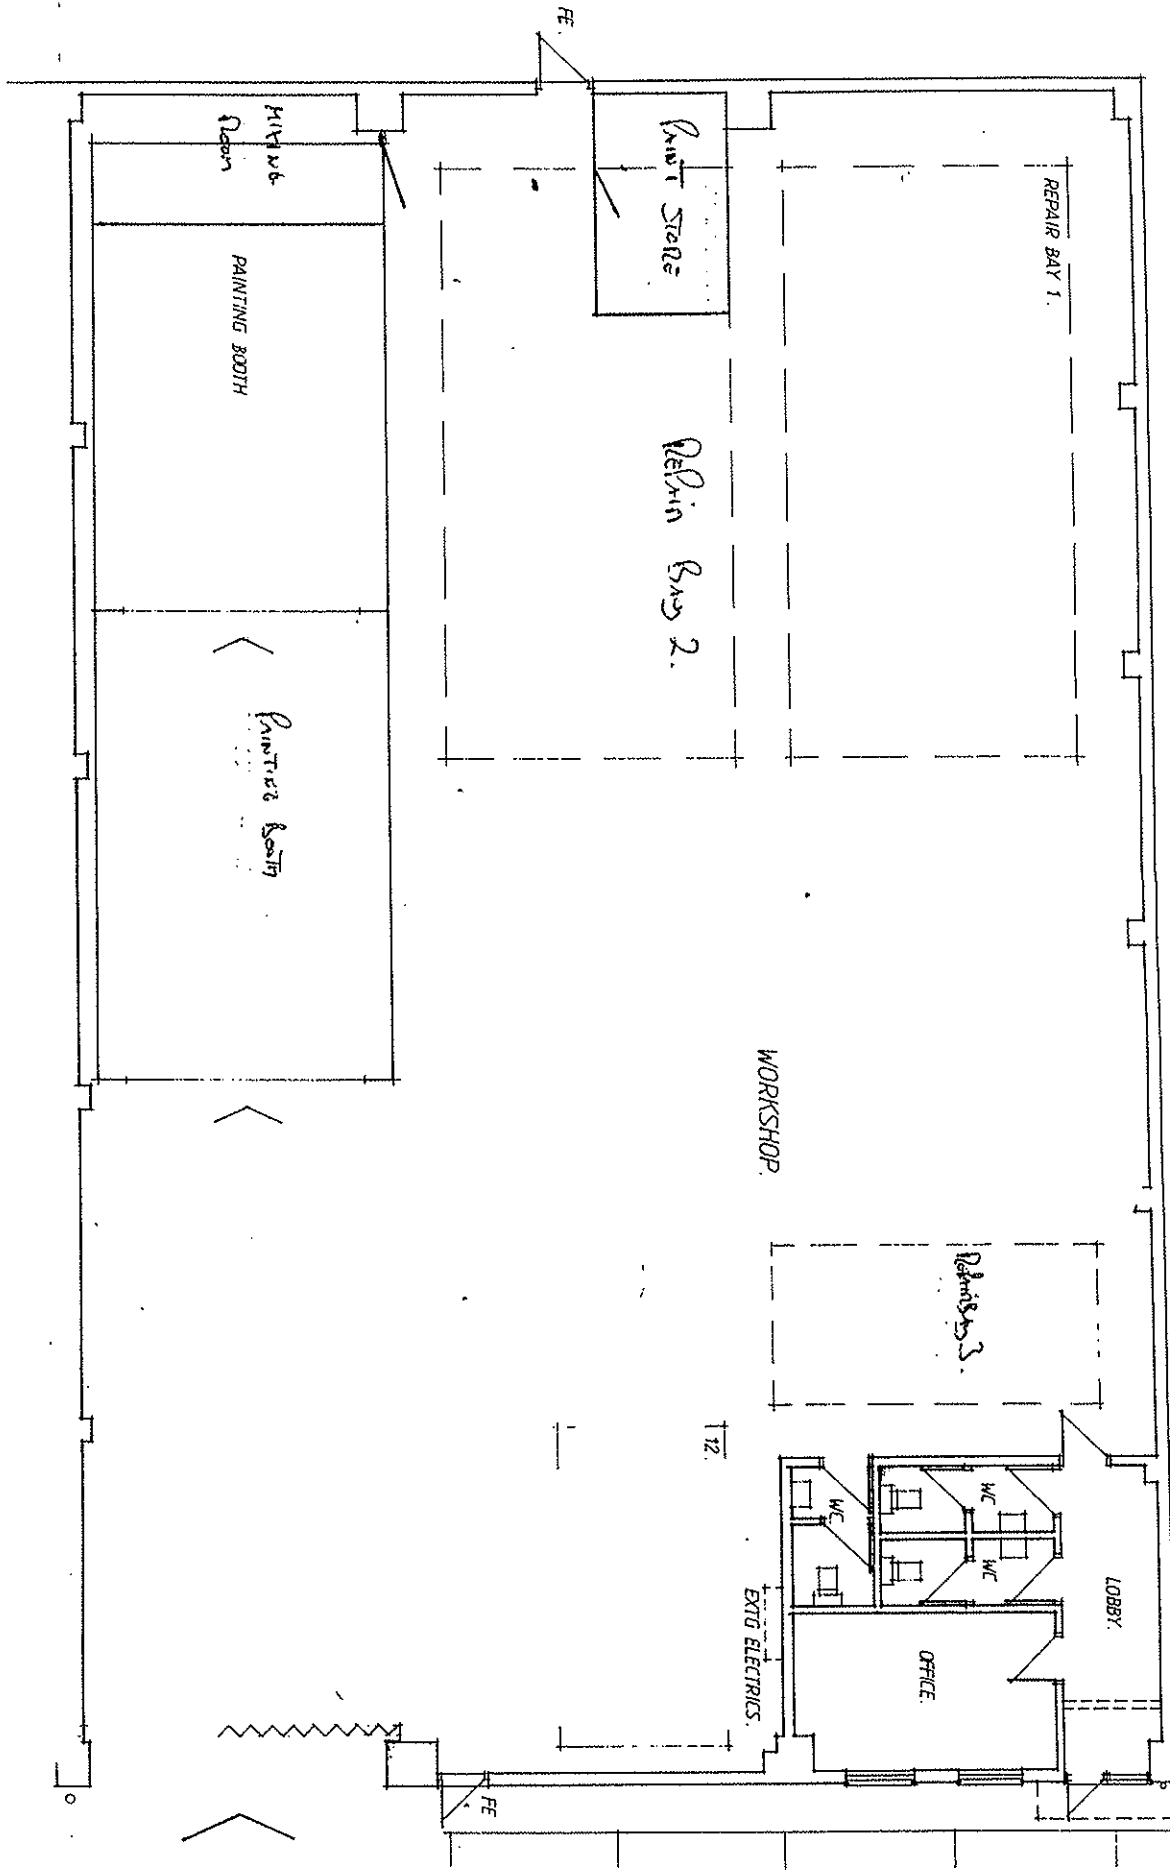 FE.
MIXING
Room
PAINT STORE
REPAIR BAY 1.
PAINTING BOOTH
Repair Bay 2.
PAINTING BOOTH
WORKSHOP.
Repair Bay 3.
12.
WC.
WC
WC
LOBBY.
EXTG ELECTRICS.
OFFICE.
FE